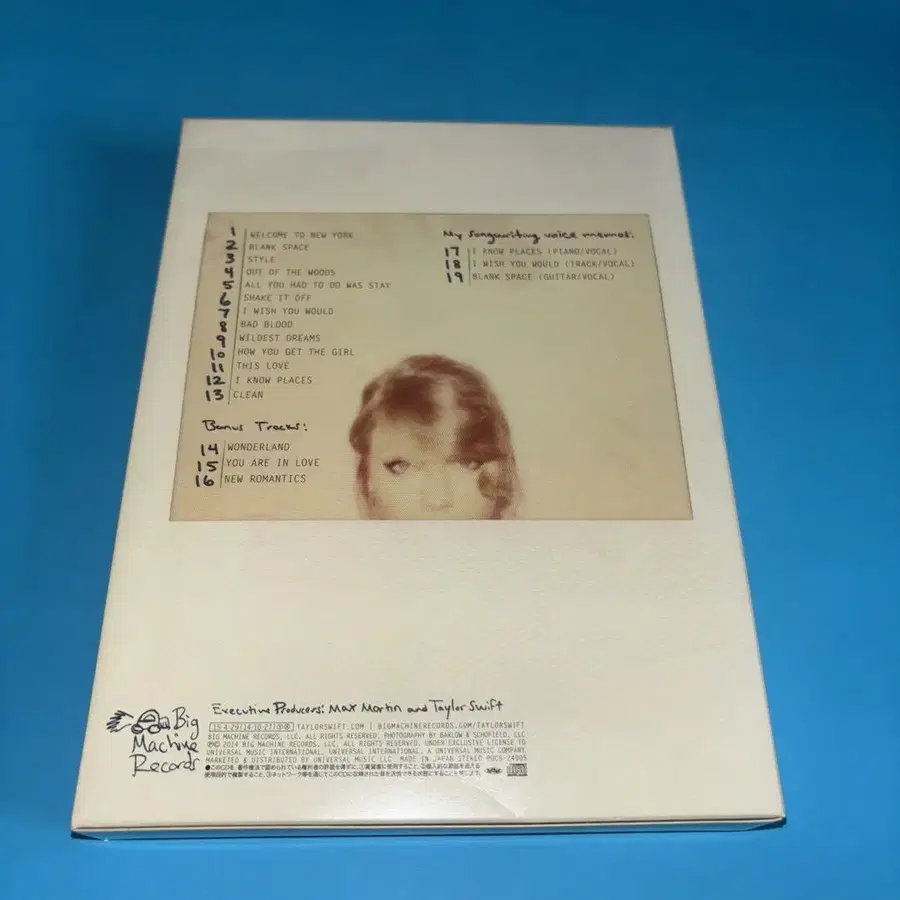 1 WELCOME TO NEW YORK
2 BLANK SPACE
3 STYLE
4 OUT OF THE WOODS
5 ALL YOU HAD TO DO WAS STAY
6 SHAKE IT OFF
7 I WISH YOU WOULD
8 BAD BLOOD
9 WILDEST DREAMS
10 HOW YOU GET THE GIRL
11 THIS LOVE
12 I KNOW PLACES
13 CLEAN
Bonus Tracks:
14 WONDERLAND
15 YOU ARE IN LOVE
16 NEW ROMANTICS
My Songwriting voice memos:
17 I KNOW PLACES (PIANO/VOCAL)
18 I WISH YOU WOULD (TRACK/VOCAL)
19 BLANK SPACE (GUITAR/VOCAL)
Big
Machine
Records
Executive Producers: Max Martin and Taylor Swift
TAYLORSWIFT.COM | BIGMACHINERECORDS.COM/TAYLORSWIFT
BIG MACHINE RECORDS, LLC. ALL RIGHTS RESERVED. PHOTOGRAPHY BY BARLOW & SCHOFIELD, LLC
℗© 2014 BIG MACHINE RECORDS, LLC. ALL RIGHTS RESERVED. UNDER EXCLUSIVE LICENSE TO
UNIVERSAL MUSIC INTERNATIONAL. UNIVERSAL INTERNATIONAL, A UNIVERSAL MUSIC COMPANY
MARKETED & DISTRIBUTED BY UNIVERSAL MUSIC LLC MADE IN JAPAN STEREO